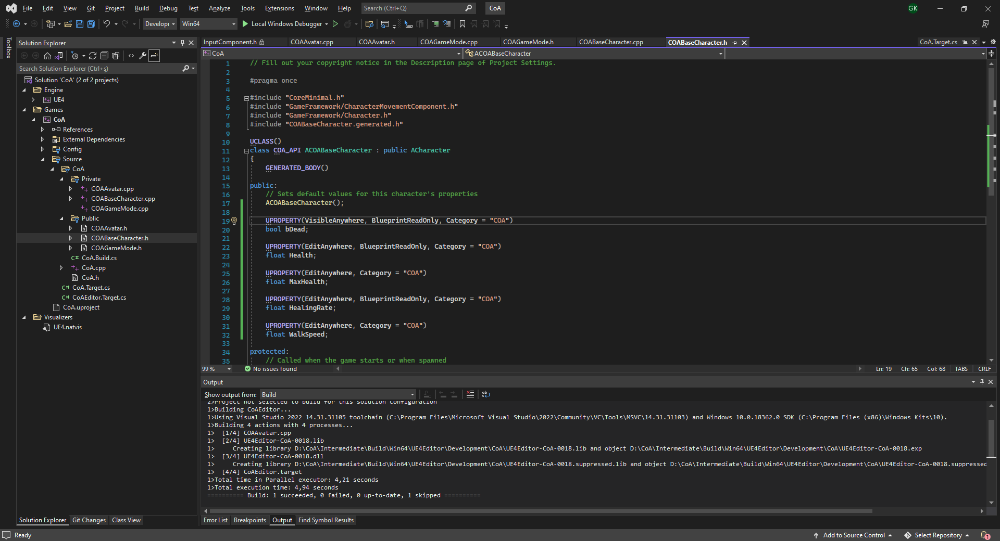 File Edit View Git Project Build Debug Test Analyze Tools Extensions Window Help Search (Ctrl+Q) CoA GK
Developi Win64 Local Windows Debugger
Toolbox
Solution Explorer
Search Solution Explorer (Ctrl+ş)
Solution 'CoA' (2 of 2 projects)
Engine
UE4
Games
CoA
References
External Dependencies
Config
Source
CoA
Private
COAAvatar.cpp
COABaseCharacter.cpp
COAGameMode.cpp
Public
COAAvatar.h
COABaseCharacter.h
COAGameMode.h
CoA.Build.cs
CoA.cpp
CoA.h
CoA.Target.cs
CoAEditor.Target.cs
CoA.uproject
Visualizers
UE4.natvis
Solution Explorer Git Changes Class View
InputComponent.h COAAvatar.cpp COAAvatar.h COAGameMode.cpp COAGameMode.h COABaseCharacter.cpp COABaseCharacter.h CoA.Target.cs
CoA ACOABaseCharacter
1 // Fill out your copyright notice in the Description page of Project Settings.
2
3 #pragma once
4
5 #include "CoreMinimal.h"
6 #include "GameFramework/CharacterMovementComponent.h"
7 #include "GameFramework/Character.h"
8 #include "COABaseCharacter.generated.h"
9
10 UCLASS()
11 class COA_API ACOABaseCharacter : public ACharacter
12 {
13 GENERATED_BODY()
14
15 public:
16 // Sets default values for this character's properties
17 ACOABaseCharacter();
18
19 UPROPERTY(VisibleAnywhere, BlueprintReadOnly, Category = "COA")
20 bool bDead;
21
22 UPROPERTY(EditAnywhere, BlueprintReadOnly, Category = "COA")
23 float Health;
24
25 UPROPERTY(EditAnywhere, Category = "COA")
26 float MaxHealth;
27
28 UPROPERTY(EditAnywhere, BlueprintReadOnly, Category = "COA")
29 float HealingRate;
30
31 UPROPERTY(EditAnywhere, Category = "COA")
32 float WalkSpeed;
33
34 protected:
35 // Called when the game starts or when spawned
99 % No issues found Ln: 19 Ch: 65 Col: 68 TABS CRLF
Output
Show output from: Build
2>Project not selected to build for this solution configuration
1>Building CoAEditor...
1>Using Visual Studio 2022 14.31.31105 toolchain (C:\Program Files\Microsoft Visual Studio\2022\Community\VC\Tools\MSVC\14.31.31103) and Windows 10.0.18362.0 SDK (C:\Program Files (x86)\Windows Kits\10).
1>Building 4 actions with 4 processes...
1> [1/4] COAAvatar.cpp
1> [2/4] UE4Editor-CoA-0018.lib
1> Creating library D:\CoA\Intermediate\Build\Win64\UE4Editor\Development\CoA\UE4Editor-CoA-0018.lib and object D:\CoA\Intermediate\Build\Win64\UE4Editor\Development\CoA\UE4Editor-CoA-0018.exp
1> [3/4] UE4Editor-CoA-0018.dll
1> Creating library D:\CoA\Intermediate\Build\Win64\UE4Editor\Development\CoA\UE4Editor-CoA-0018.suppressed.lib and object D:\CoA\Intermediate\Build\Win64\UE4Editor\Development\CoA\UE4Editor-CoA-0018.suppressed
1> [4/4] CoAEditor.target
1>Total time in Parallel executor: 4,21 seconds
1>Total execution time: 4,94 seconds
========== Build: 1 succeeded, 0 failed, 0 up-to-date, 1 skipped ==========
Error List Breakpoints Output Find Symbol Results
Ready Add to Source Control Select Repository 1